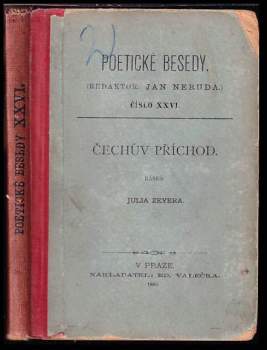 POETICKÉ BESEDY XXVI.
2
POETICKÉ BESEDY.
(REDAKTOR: JAN NERUDA.)
ČÍSLO XXVI.
ČECHŮV PŘÍCHOD.
BÁSEŇ
JULIA ZEYERA.
V PRAZE.
NAKLADATEL: ED. VALEČKA.